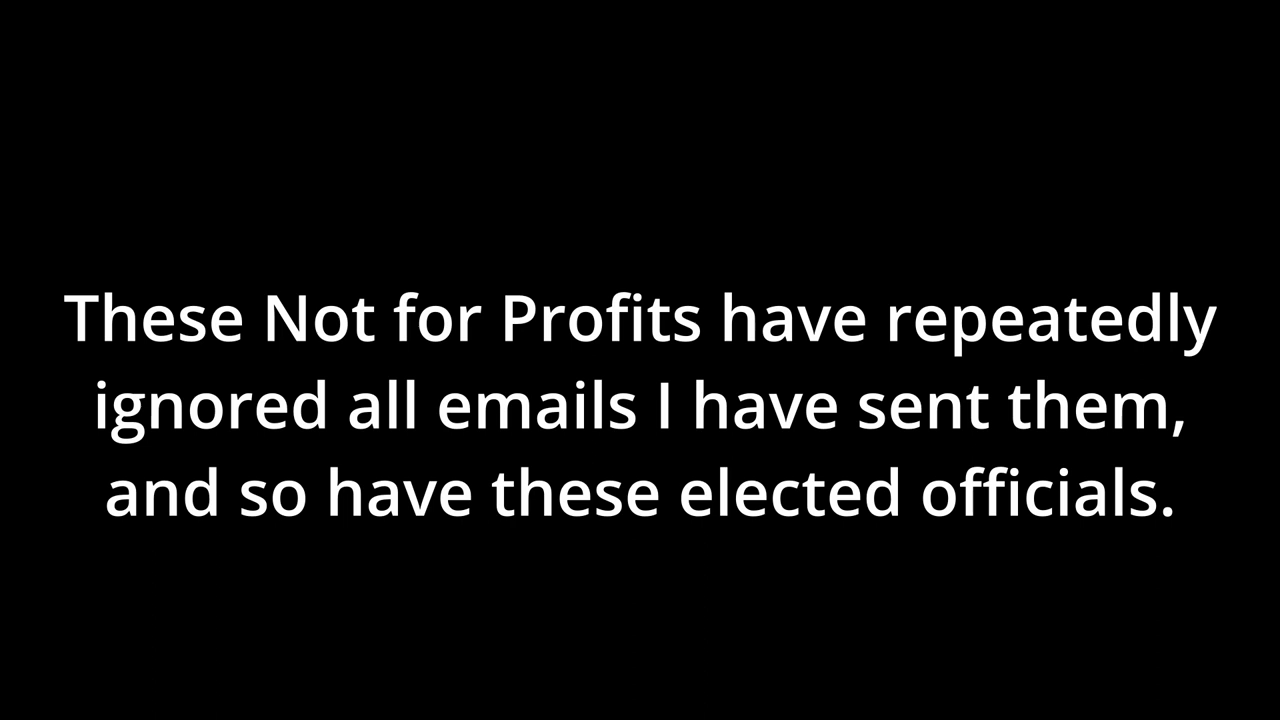 These Not for Profits have repeatedly
ignored all emails I have sent them,
and so have these elected officials.